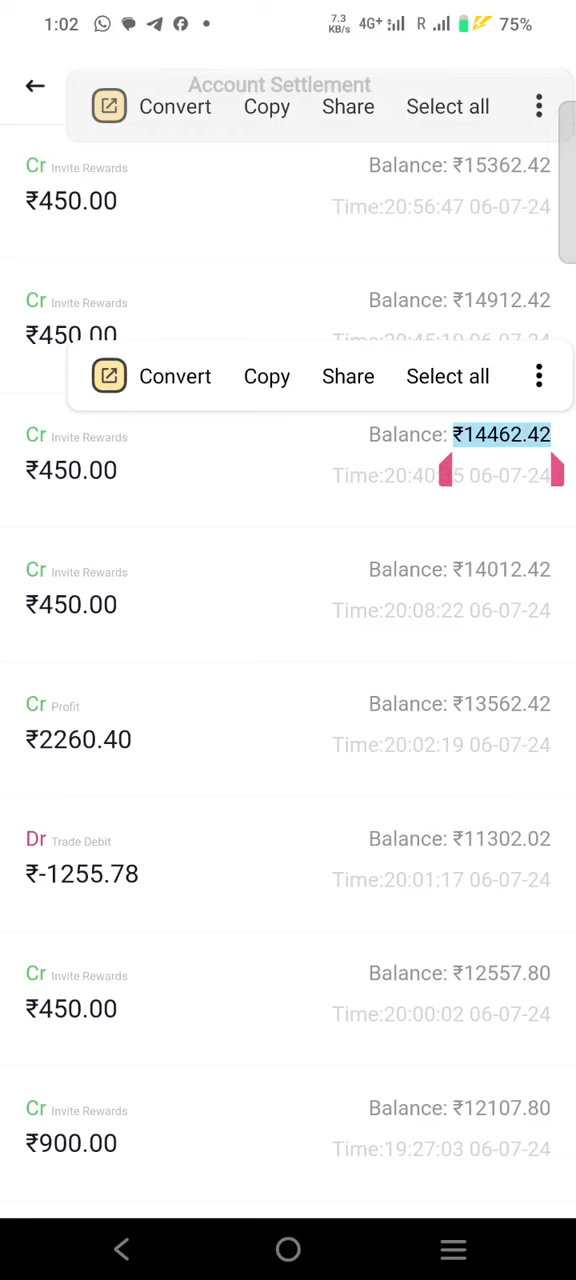 1:02 7.3 KB/s 4G+ R 75%
Account Settlement
Convert Copy Share Select all
Cr Invite Rewards Balance: ₹15362.42
₹450.00 Time:20:56:47 06-07-24
Cr Invite Rewards Balance: ₹14912.42
₹450.00
Convert Copy Share Select all
Cr Invite Rewards Balance: ₹14462.42
₹450.00 06-07-24
Cr Invite Rewards Balance: ₹14012.42
₹450.00 Time:20:08:22 06-07-24
Cr Profit Balance: ₹13562.42
₹2260.40 Time:20:02:19 06-07-24
Dr Trade Debit Balance: ₹11302.02
₹-1255.78 Time:20:01:17 06-07-24
Cr Invite Rewards Balance: ₹12557.80
₹450.00 Time:20:00:02 06-07-24
Cr Invite Rewards Balance: ₹12107.80
₹900.00 Time:19:27:03 06-07-24